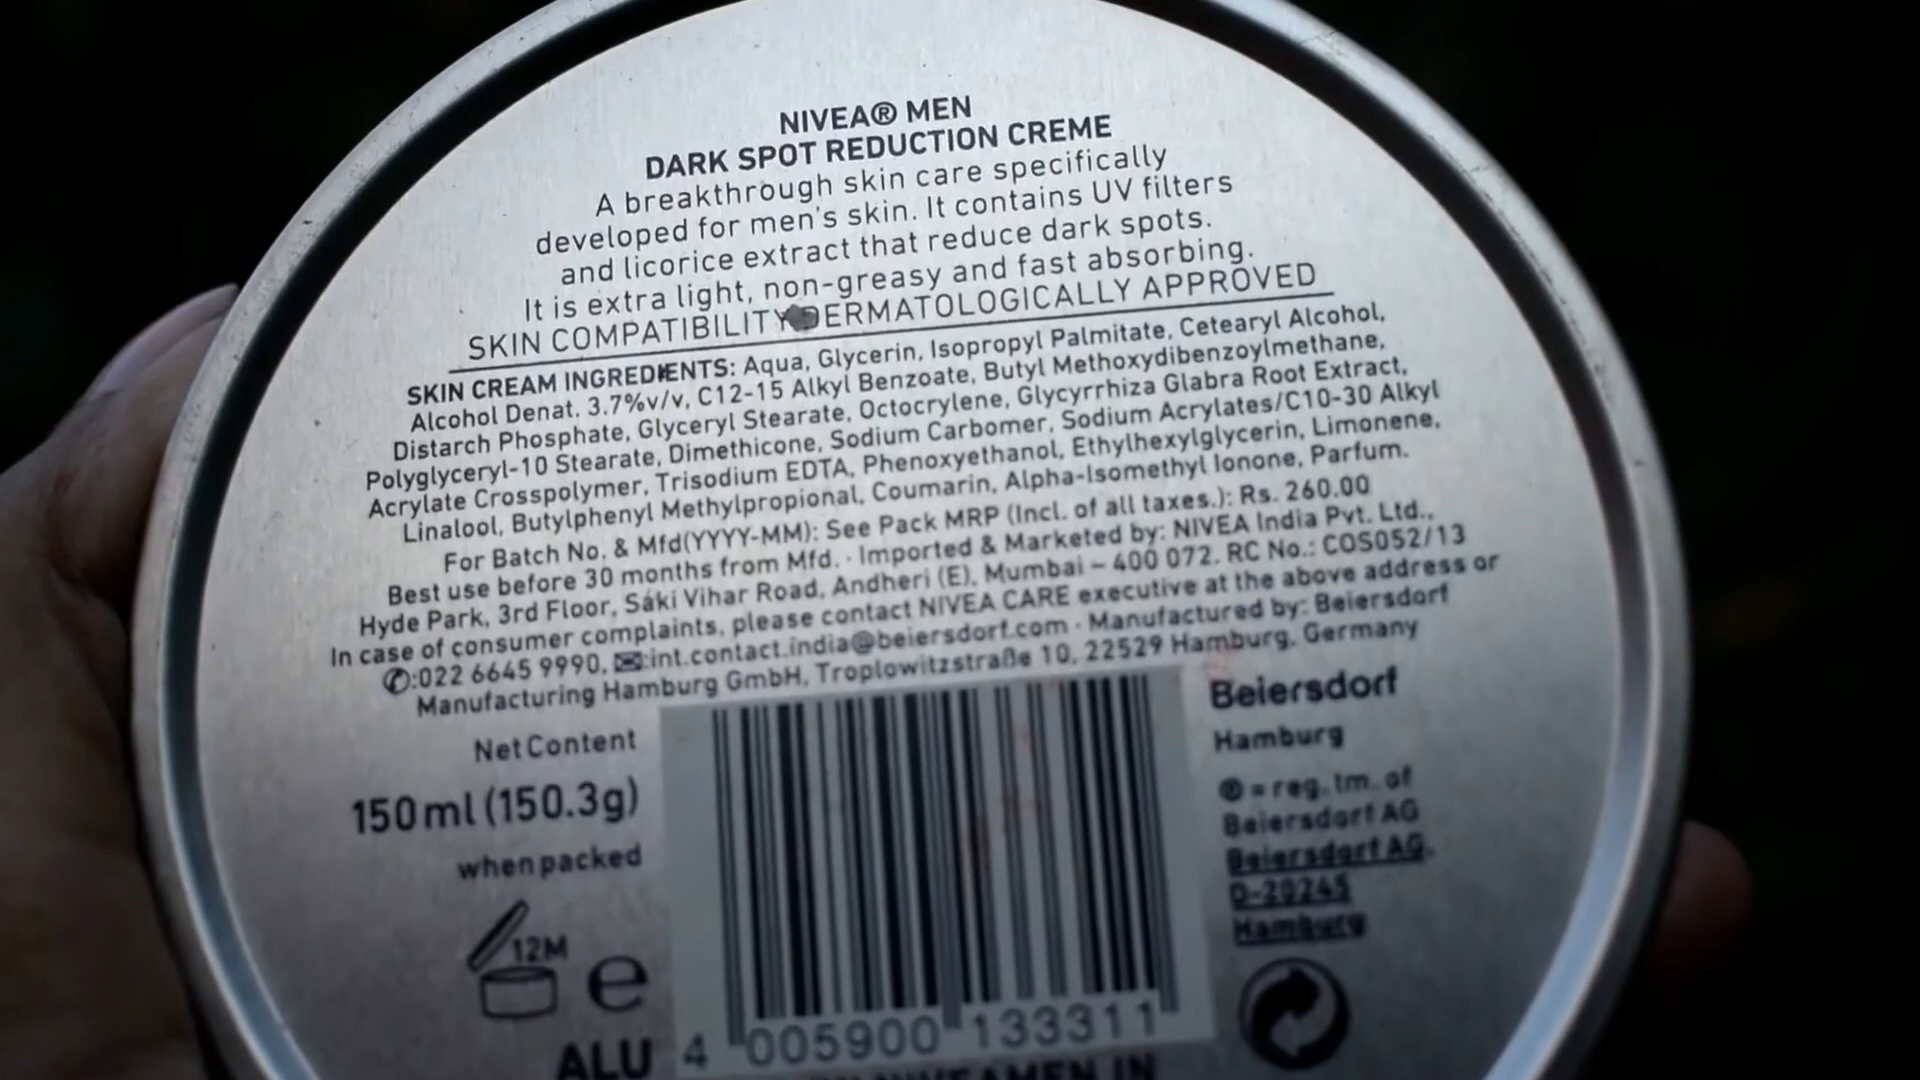 NIVEA® MEN
DARK SPOT REDUCTION CREME
A breakthrough skin care specifically
developed for men's skin. It contains UV filters
and licorice extract that reduce dark spots.
It is extra light, non-greasy and fast absorbing.
SKIN COMPATIBILITY DERMATOLOGICALLY APPROVED
SKIN CREAM INGREDIENTS: Aqua, Glycerin, Isopropyl Palmitate, Cetearyl Alcohol,
Alcohol Denat. 3.7%v/v, C12-15 Alkyl Benzoate, Butyl Methoxydibenzoylmethane,
Distarch Phosphate, Glyceryl Stearate, Octocrylene, Glycyrrhiza Glabra Root Extract,
Polyglyceryl-10 Stearate, Dimethicone, Sodium Carbomer, Sodium Acrylates/C10-30 Alkyl
Acrylate Crosspolymer, Trisodium EDTA, Phenoxyethanol, Ethylhexylglycerin, Limonene,
Linalool, Butylphenyl Methylpropional, Coumarin, Alpha-Isomethyl Ionone, Parfum.
For Batch No. & Mfd(YYYY-MM): See Pack MRP (Incl. of all taxes.): Rs. 260.00
Best use before 30 months from Mfd. · Imported & Marketed by: NIVEA India Pvt. Ltd.,
Hyde Park, 3rd Floor, Saki Vihar Road, Andheri (E), Mumbai – 400 072. RC No.: COS052/13
In case of consumer complaints, please contact NIVEA CARE executive at the above address or
✆:022 6645 9990, ✉:int.contact.india@beiersdorf.com · Manufactured by: Beiersdorf
Manufacturing Hamburg GmbH, Troplowitzstraße 10, 22529 Hamburg, Germany
Net Content
150 ml (150.3g)
when packed
12M
e
ALU
4 005900 133311
Beiersdorf
Hamburg
® = reg. tm. of
Beiersdorf AG
Beiersdorf AG.
D-20245
Hamburg